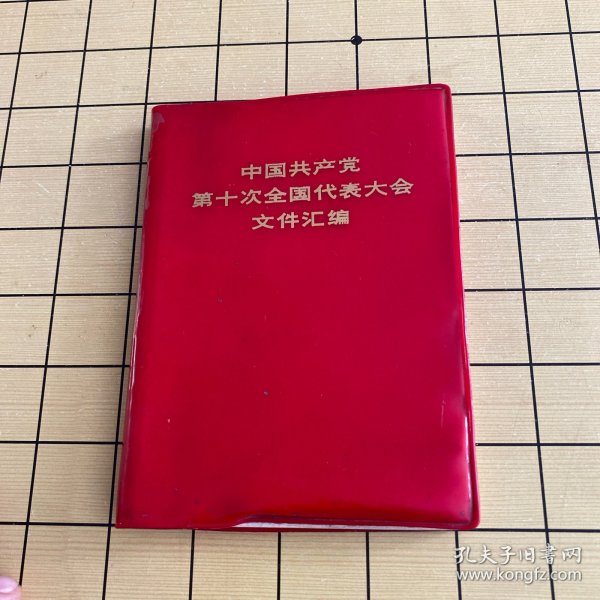 中国共产党
第十次全国代表大会
文件汇编
孔夫子旧书网
www.kongfz.com